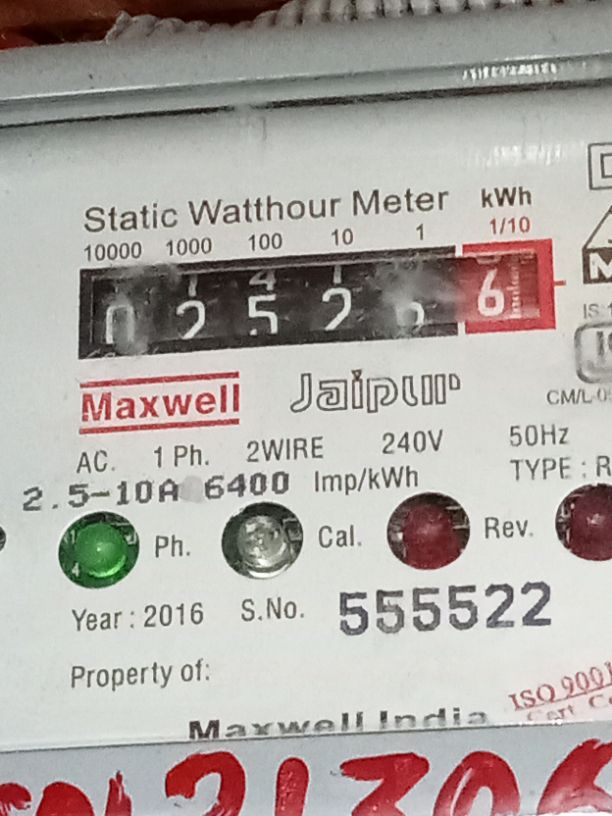 Static Watthour Meter kWh
10000 1000 100 10 1 1/10
0 2 5 2 6
Maxwell Jaipur
AC. 1 Ph. 2WIRE 240V 50Hz
2.5-10A 6400 Imp/kWh TYPE : R
Ph. Cal. Rev.
Year : 2016 S.No. 555522
Property of:
ISO 9001
Maxwell India